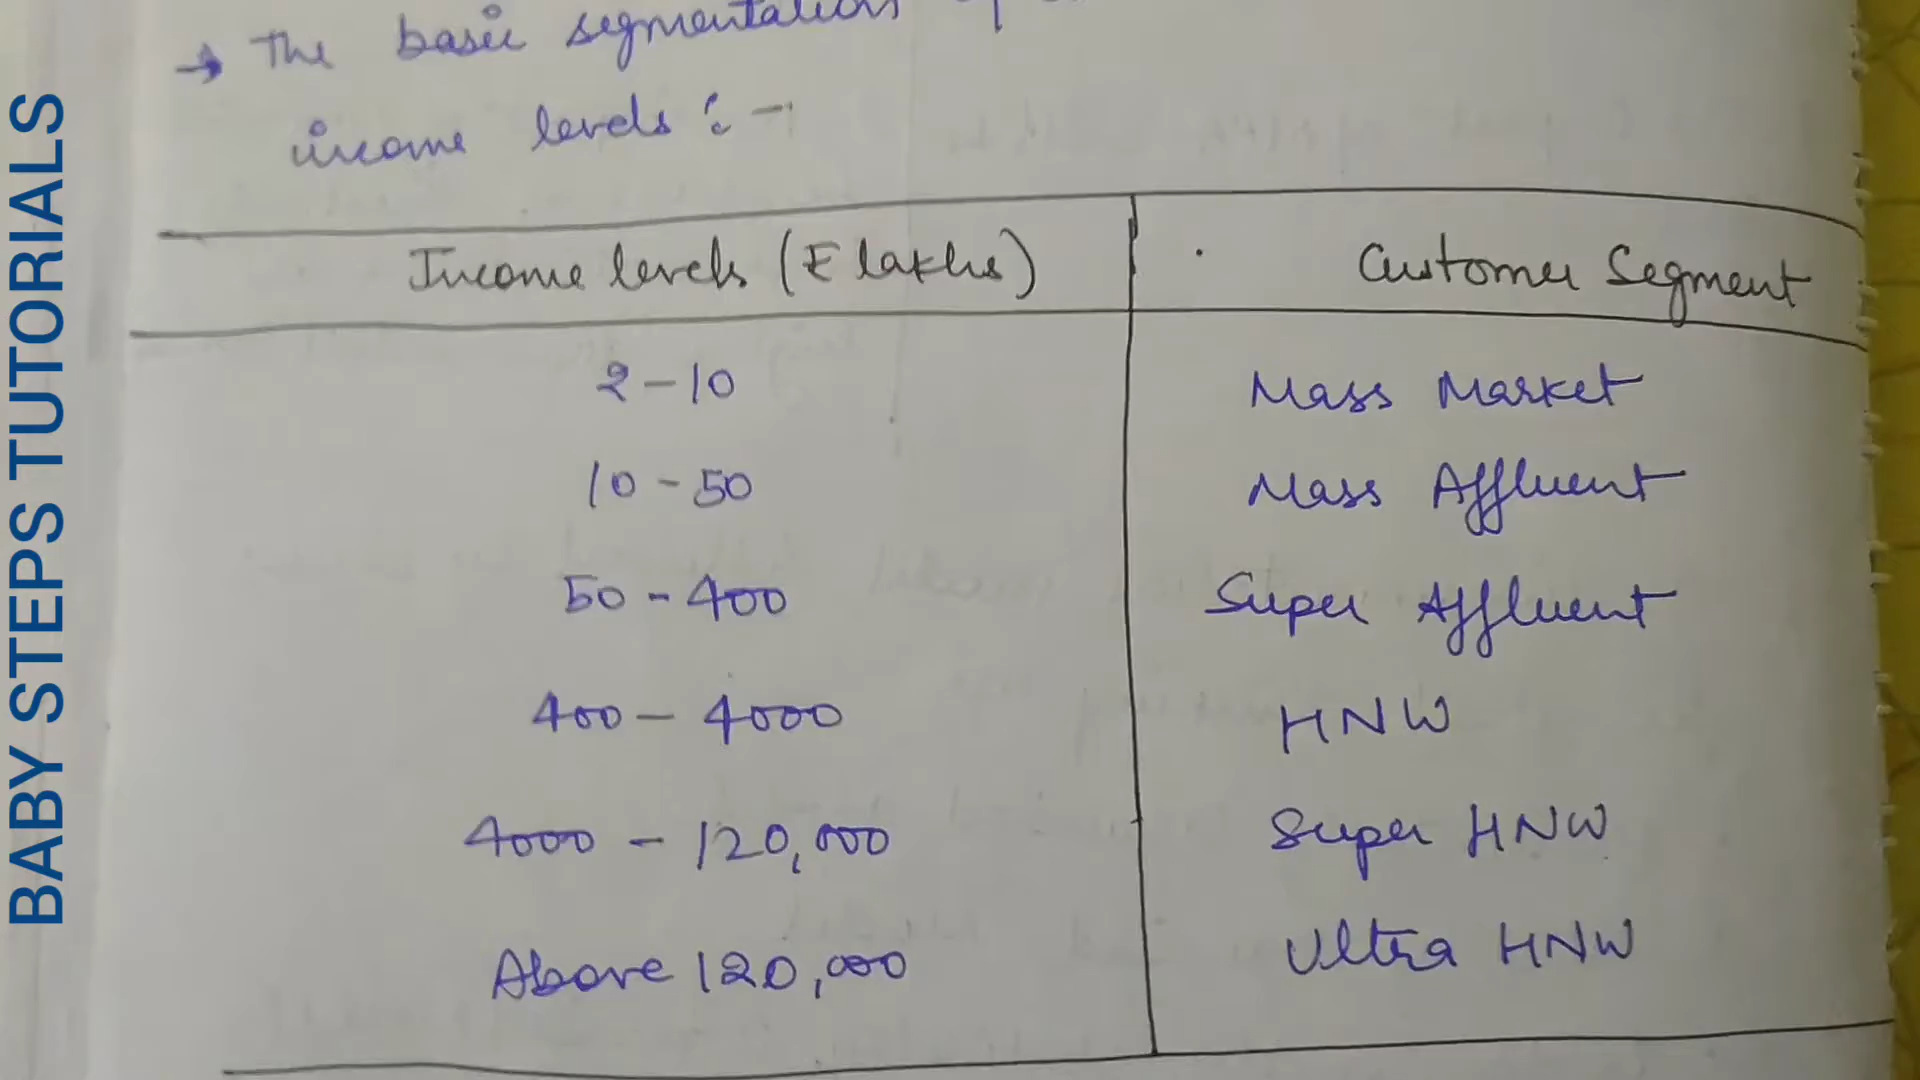 → The basic segmentation
income levels : -
Income levels (₹ lakhs) Customer Segment
2 - 10 Mass Market
10 - 50 Mass Affluent
50 - 400 Super Affluent
400 - 4000 HNW
4000 - 120,000 Super HNW
Above 120,000 Ultra HNW
BABY STEPS TUTORIALS